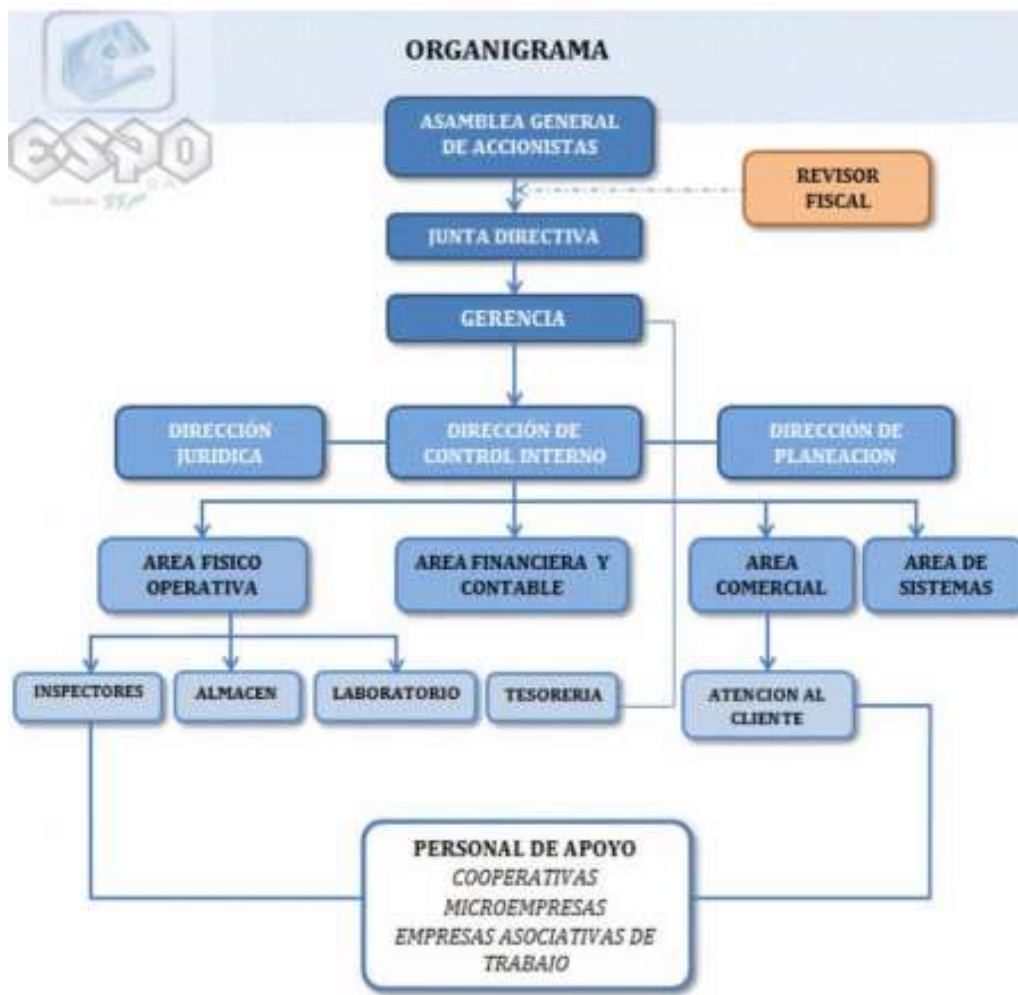 ORGANIGRAMA
ESPO
S.A.
ASAMBLEA GENERAL
DE ACCIONISTAS
REVISOR
FISCAL
JUNTA DIRECTIVA
GERENCIA
DIRECCIÓN
JURIDICA
DIRECCIÓN DE
CONTROL INTERNO
DIRECCIÓN DE
PLANEACION
AREA FISICO
OPERATIVA
AREA FINANCIERA Y
CONTABLE
AREA
COMERCIAL
AREA DE
SISTEMAS
INSPECTORES
ALMACEN
LABORATORIO
TESORERIA
ATENCION AL
CLIENTE
PERSONAL DE APOYO
COOPERATIVAS
MICROEMPRESAS
EMPRESAS ASOCIATIVAS DE
TRABAJO